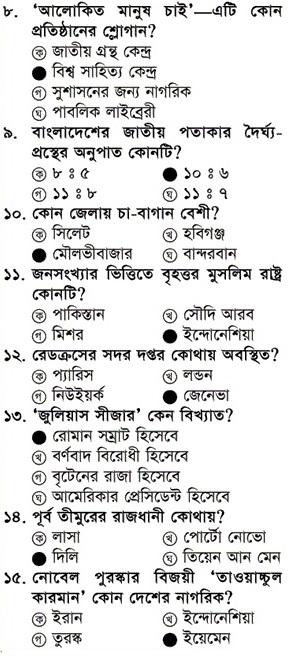 ৮. ‘আলোকিত মানুষ চাই’—এটি কোন
প্রতিষ্ঠানের শ্লোগান?
ক জাতীয় গ্রন্থ কেন্দ্র
● বিশ্ব সাহিত্য কেন্দ্র
গ সুশাসনের জন্য নাগরিক
ঘ পাবলিক লাইব্রেরী
৯. বাংলাদেশের জাতীয় পতাকার দৈর্ঘ্য-
প্রস্থের অনুপাত কোনটি?
ক ৮ ঃ ৫ ● ১০ ঃ ৬
গ ১১ ঃ ৮ ঘ ১১ ঃ ৭
১০. কোন জেলায় চা-বাগান বেশী?
ক সিলেট খ হবিগঞ্জ
● মৌলভীবাজার ঘ বান্দরবান
১১. জনসংখ্যার ভিত্তিতে বৃহত্তর মুসলিম রাষ্ট্র
কোনটি?
ক পাকিস্তান খ সৌদি আরব
গ মিশর ● ইন্দোনেশিয়া
১২. রেডক্রসের সদর দপ্তর কোথায় অবস্থিত?
ক প্যারিস খ লন্ডন
গ নিউইয়র্ক ● জেনেভা
১৩. ‘জুলিয়াস সীজার’ কেন বিখ্যাত?
● রোমান সম্রাট হিসেবে
খ বর্ণবাদ বিরোধী হিসেবে
গ বৃটেনের রাজা হিসেবে
ঘ আমেরিকার প্রেসিডেন্ট হিসেবে
১৪. পূর্ব তীমুরের রাজধানী কোথায়?
ক লাসা খ পোর্টো নোভো
● দিলি ঘ তিয়েন আন মেন
১৫. নোবেল পুরস্কার বিজয়ী ‘তাওয়াক্কুল
কারমান’ কোন দেশের নাগরিক?
ক ইরান খ ইন্দোনেশিয়া
গ তুরস্ক ● ইয়েমেন